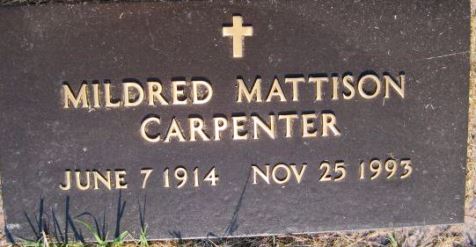 MILDRED MATTISON
CARPENTER
JUNE 7 1914 NOV 25 1993